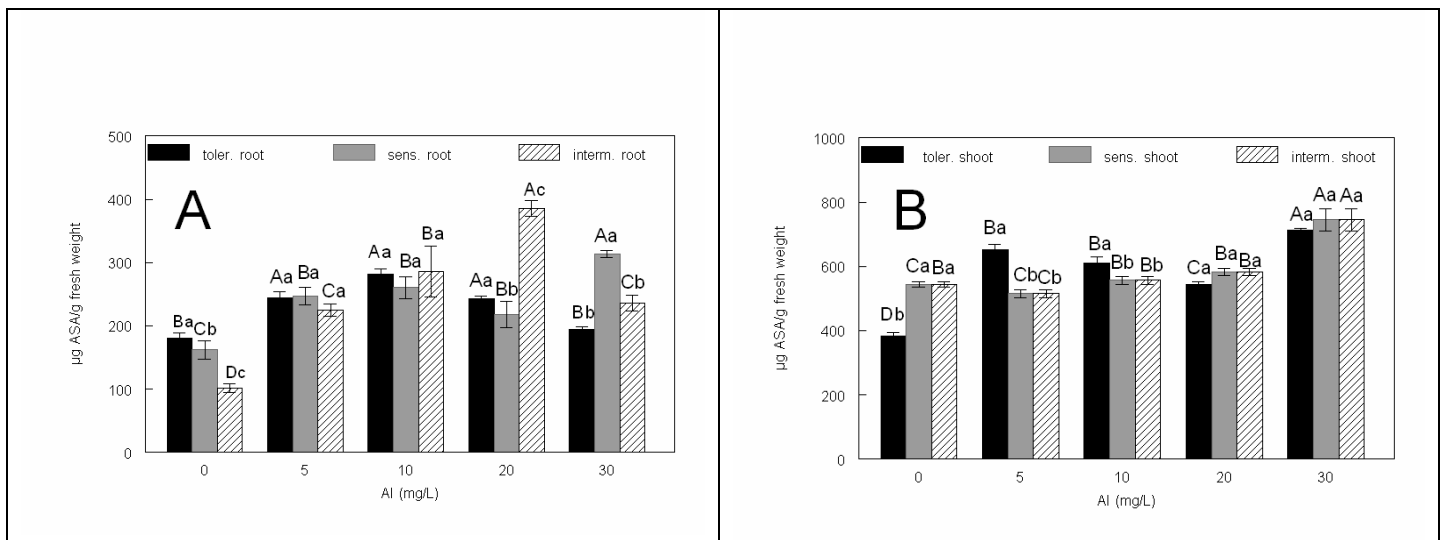 500
toler. root sens. root interm. root
A
400
300
200
100
0
µg ASA/g fresh weight
Ba Cb Dc
Aa Ba Ca
Aa Ba Ba
Aa Bb Ac
Bb Aa Cb
0 5 10 20 30
Al (mg/L)
1000
toler. shoot sens. shoot interm. shoot
B
800
600
400
200
0
µg ASA/g fresh weight
Db Ca Ba
Ba Cb Cb
Ba Bb Bb
Ca Ba Ba
Aa Aa Aa
0 5 10 20 30
Al (mg/L)